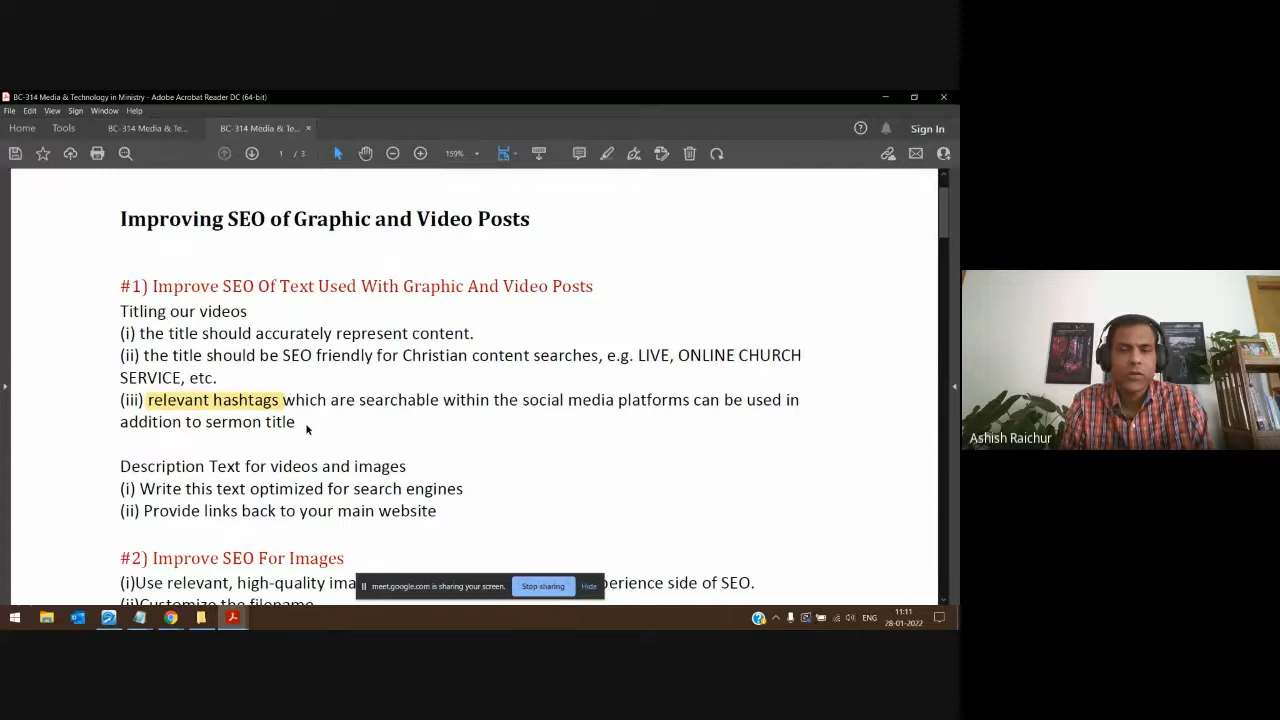 BC-314 Media & Technology in Ministry - Adobe Acrobat Reader DC (64-bit)
File Edit View Sign Window Help
Home Tools BC-314 Media & Te... BC-314 Media & Te... × Sign In
1 / 3 159%
Improving SEO of Graphic and Video Posts
#1) Improve SEO Of Text Used With Graphic And Video Posts
Titling our videos
(i) the title should accurately represent content.
(ii) the title should be SEO friendly for Christian content searches, e.g. LIVE, ONLINE CHURCH
SERVICE, etc.
(iii) relevant hashtags which are searchable within the social media platforms can be used in
addition to sermon title
Description Text for videos and images
(i) Write this text optimized for search engines
(ii) Provide links back to your main website
#2) Improve SEO For Images
(i)Use relevant, high-quality ima
perience side of SEO.
(ii)Customize the filename
meet.google.com is sharing your screen. Stop sharing Hide
ENG 11:11
28-01-2022
Ashish Raichur